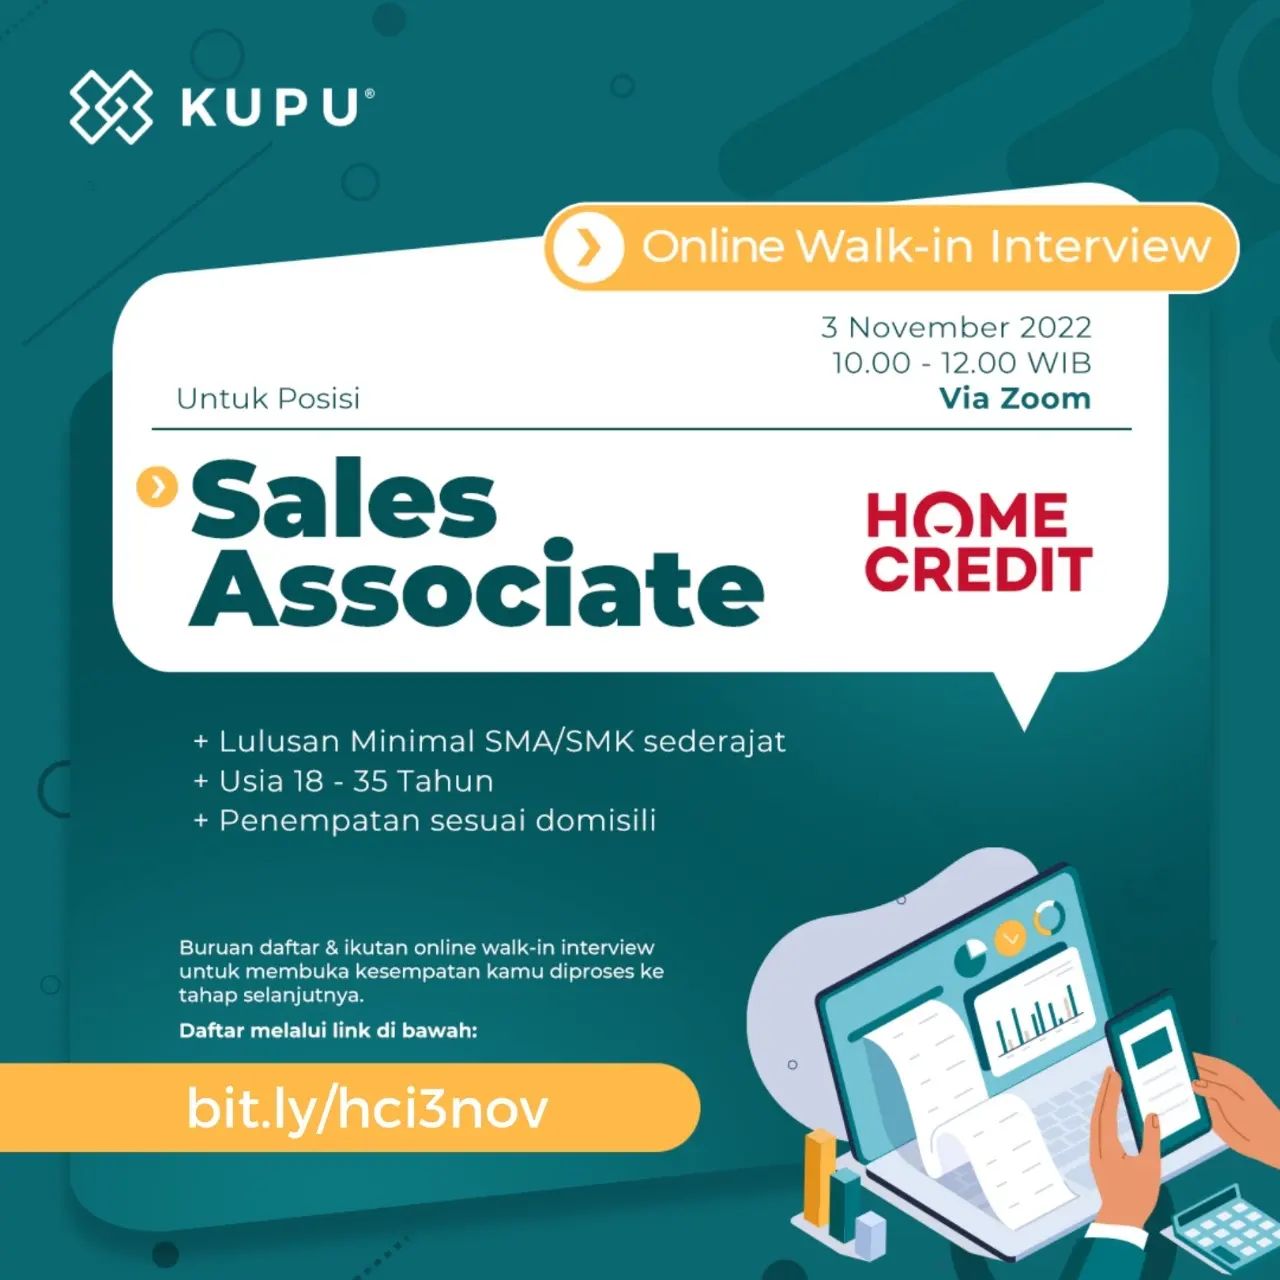 KUPU®
Online Walk-in Interview
3 November 2022
10.00 - 12.00 WIB
Via Zoom
Untuk Posisi
Sales
Associate
HOME
CREDIT
+ Lulusan Minimal SMA/SMK sederajat
+ Usia 18 - 35 Tahun
+ Penempatan sesuai domisili
Buruan daftar & ikutan online walk-in interview
untuk membuka kesempatan kamu diproses ke
tahap selanjutnya.
Daftar melalui link di bawah:
bit.ly/hci3nov